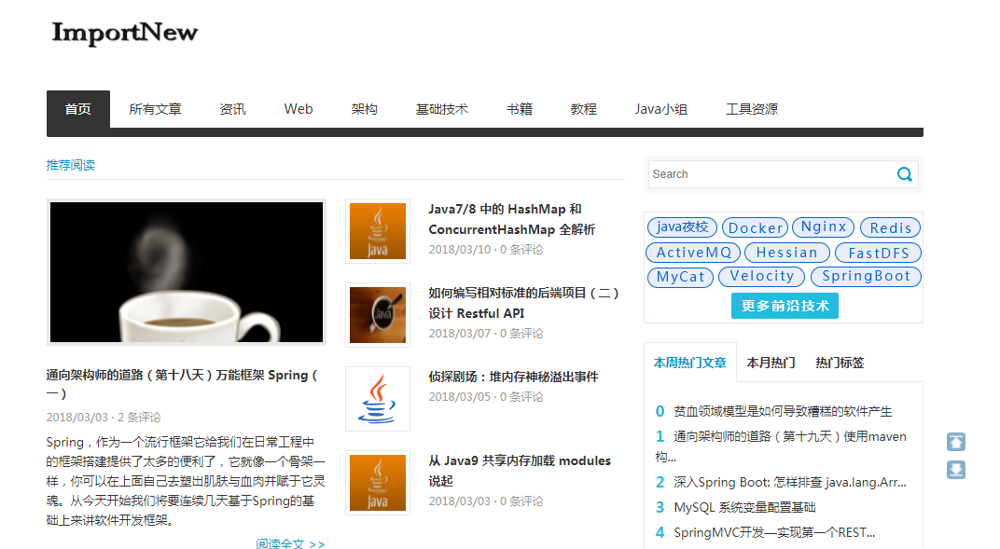 ImportNew
首页 所有文章 资讯 Web 架构 基础技术 书籍 教程 Java小组 工具资源
推荐阅读
通向架构师的道路（第十八天）万能框架 Spring (
一 ）
2018/03/03 · 2 条评论
Spring，作为一个流行框架它给我们在日常工程中
的框架搭建提供了太多的便利了，它就像一个骨架一
样，你可以在上面自己去塑出肌肤与血肉并赋于它灵
魂。从今天开始我们将要连续几天基于Spring的基
础上来讲软件开发框架。
阅读全文 >>
Java
Java7/8 中的 HashMap 和
ConcurrentHashMap 全解析
2018/03/10 · 0 条评论
Java
如何编写相对标准的后端项目（二）
设计 Restful API
2018/03/07 · 0 条评论
侦探剧场：堆内存神秘溢出事件
2018/03/05 · 0 条评论
Java
从 Java9 共享内存加载 modules
说起
2018/03/03 · 0 条评论
Search
java夜校 Docker Nginx Redis
ActiveMQ Hessian FastDFS
MyCat Velocity SpringBoot
更多前沿技术
本周热门文章 本月热门 热门标签
0 贫血领域模型是如何导致糟糕的软件产生
1 通向架构师的道路（第十九天）使用maven
构...
2 深入Spring Boot: 怎样排查 java.lang.Arr...
3 MySQL 系统变量配置基础
4 SpringMVC开发—实现第一个REST...